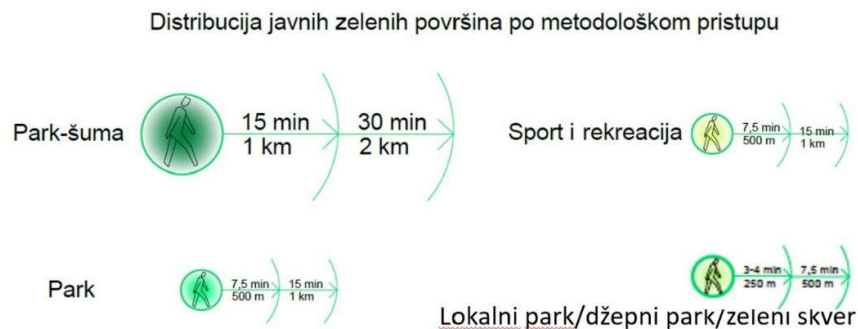 Distribucija javnih zelenih površina po metodološkom pristupu
Park-šuma
15 min
1 km
30 min
2 km
Sport i rekreacija
7,5 min
500 m
15 min
1 km
Park
7,5 min
500 m
15 min
1 km
3-4 min
250 m
7,5 min
500 m
Lokalni park/džepni park/zeleni skver